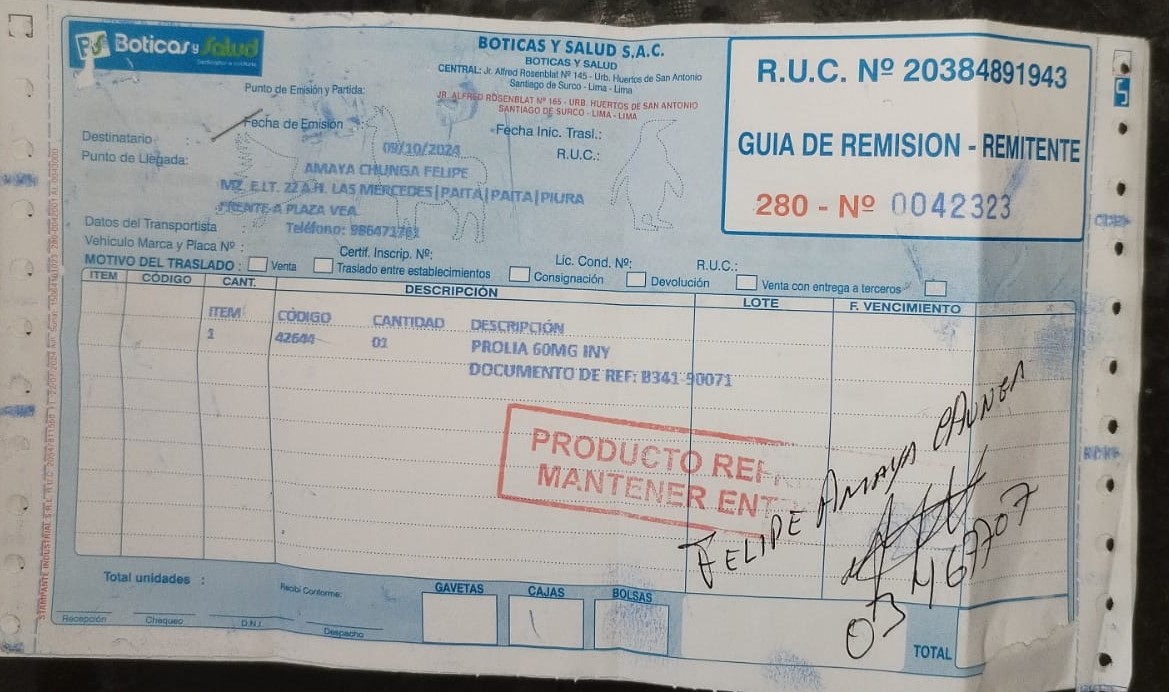 Boticas y Salud
BOTICAS Y SALUD S.A.C.
BOTICAS Y SALUD
CENTRAL: Jr. Alfred Rosenblat Nº 145 - Urb. Huertos de San Antonio
Santiago de Surco - Lima - Lima
JR. ALFRED ROSENBLAT Nº 165 - URB. HUERTOS DE SAN ANTONIO
SANTIAGO DE SURCO - LIMA - LIMA
R.U.C. Nº 20384891943
GUIA DE REMISION - REMITENTE
280 - Nº 0042323
Punto de Emisión y Partida:
Fecha de Emisión
Fecha Inic. Trasl.:
09/10/2024
Destinatario :
R.U.C.:
AMAYA CHUNGA FELIPE
Punto de Llegada:
MZ. E LT. 22 A.H. LAS MERCEDES|PAITA|PAITA|PIURA
FRENTE A PLAZA VEA
Datos del Transportista :
Teléfono: 986471781
Vehiculo Marca y Placa Nº :
Certif. Inscrip. Nº:
Lic. Cond. Nº:
R.U.C.:
MOTIVO DEL TRASLADO : Venta Traslado entre establecimientos Consignación Devolución Venta con entrega a terceros
ITEM CÓDIGO CANT. DESCRIPCIÓN LOTE F. VENCIMIENTO
ITEM CÓDIGO CANTIDAD DESCRIPCIÓN
1 42644 01 PROLIA 60MG INY
DOCUMENTO DE REF: B341-90071
PRODUCTO REF
MANTENER ENT
FELIPE AMAYA CHUNGA
03467707
Total unidades :
Recibi Conforme:
GAVETAS CAJAS BOLSAS
Recepción Chequeo D.N.I. Despacho
TOTAL